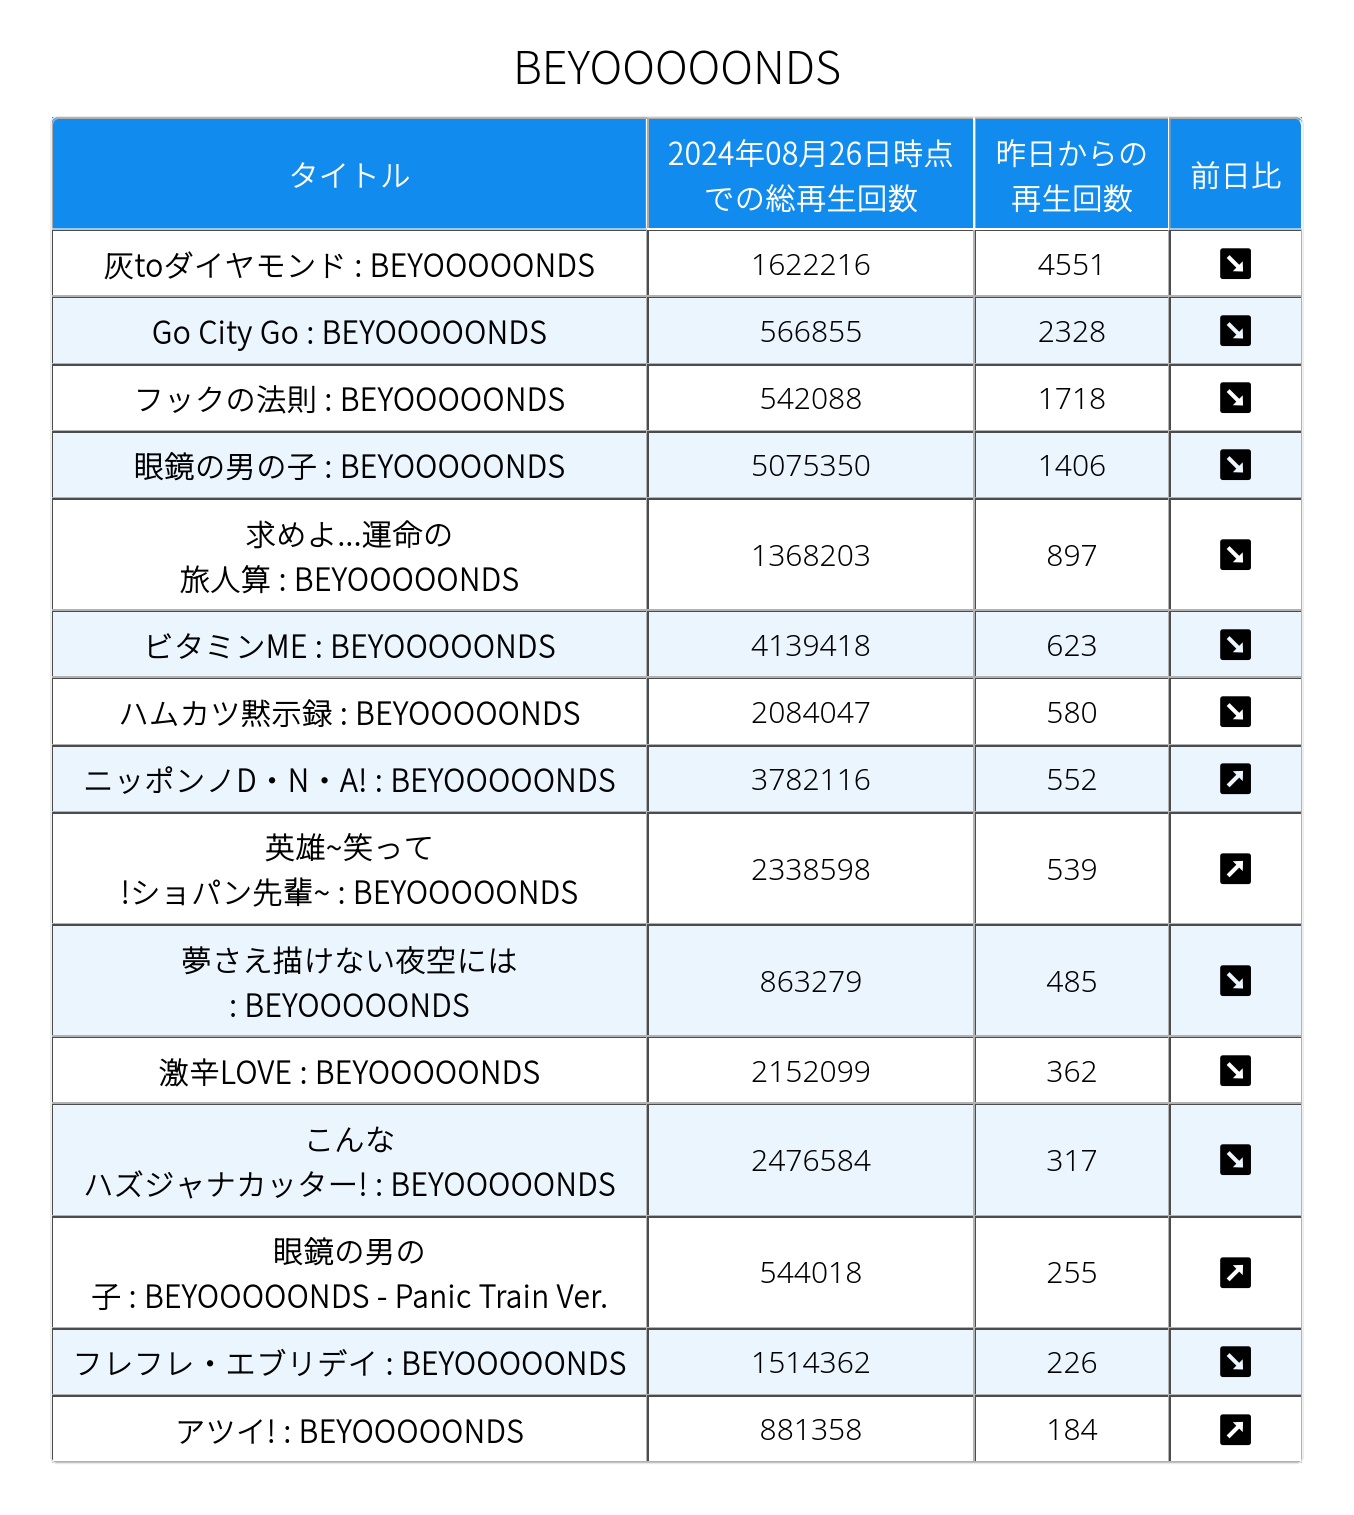 BEYOOOOONDS
タイトル
2024年08月26日時点
での総再生回数
昨日からの
再生回数
前日比
灰toダイヤモンド : BEYOOOOONDS 1622216 4551
Go City Go : BEYOOOOONDS 566855 2328
フックの法則 : BEYOOOOONDS 542088 1718
眼鏡の男の子 : BEYOOOOONDS 5075350 1406
求めよ...運命の
旅人算 : BEYOOOOONDS 1368203 897
ビタミンME : BEYOOOOONDS 4139418 623
ハムカツ黙示録 : BEYOOOOONDS 2084047 580
ニッポンノD・N・A! : BEYOOOOONDS 3782116 552
英雄~笑って
!ショパン先輩~ : BEYOOOOONDS 2338598 539
夢さえ描けない夜空には
: BEYOOOOONDS 863279 485
激辛LOVE : BEYOOOOONDS 2152099 362
こんな
ハズジャナカッター! : BEYOOOOONDS 2476584 317
眼鏡の男の
子 : BEYOOOOONDS - Panic Train Ver. 544018 255
フレフレ・エブリデイ : BEYOOOOONDS 1514362 226
アツイ! : BEYOOOOONDS 881358 184